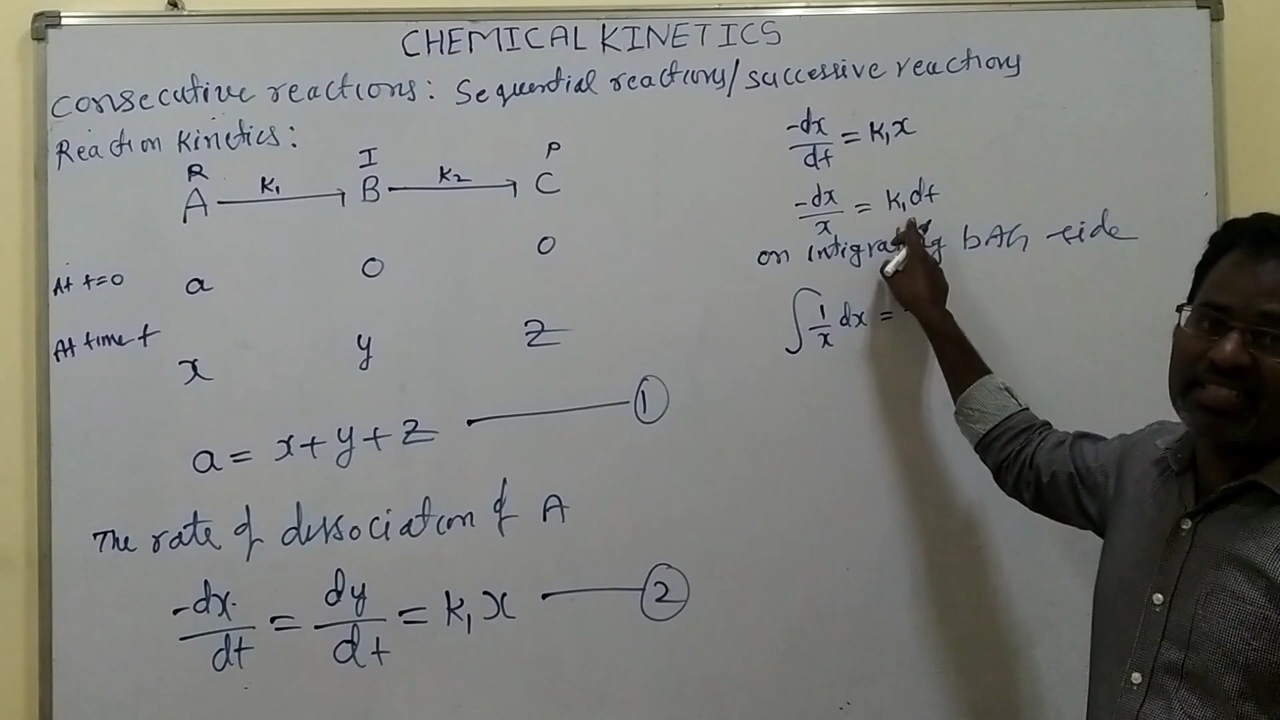 CHEMICAL KINETICS
Consecutive reactions: Sequential reactions/successive reactions
Reaction Kinetics:
R I P
A K₁ → B K₂ → C
At t=0 a 0 0
At time t x y z
a = x+y+z ——— ①
The rate of dissociation of A
-dx/dt = dy/dt = K₁x ——— ②
-dx/dt = K₁x
-dx/x = K₁dt
on intigrating both side
∫ 1/x dx =